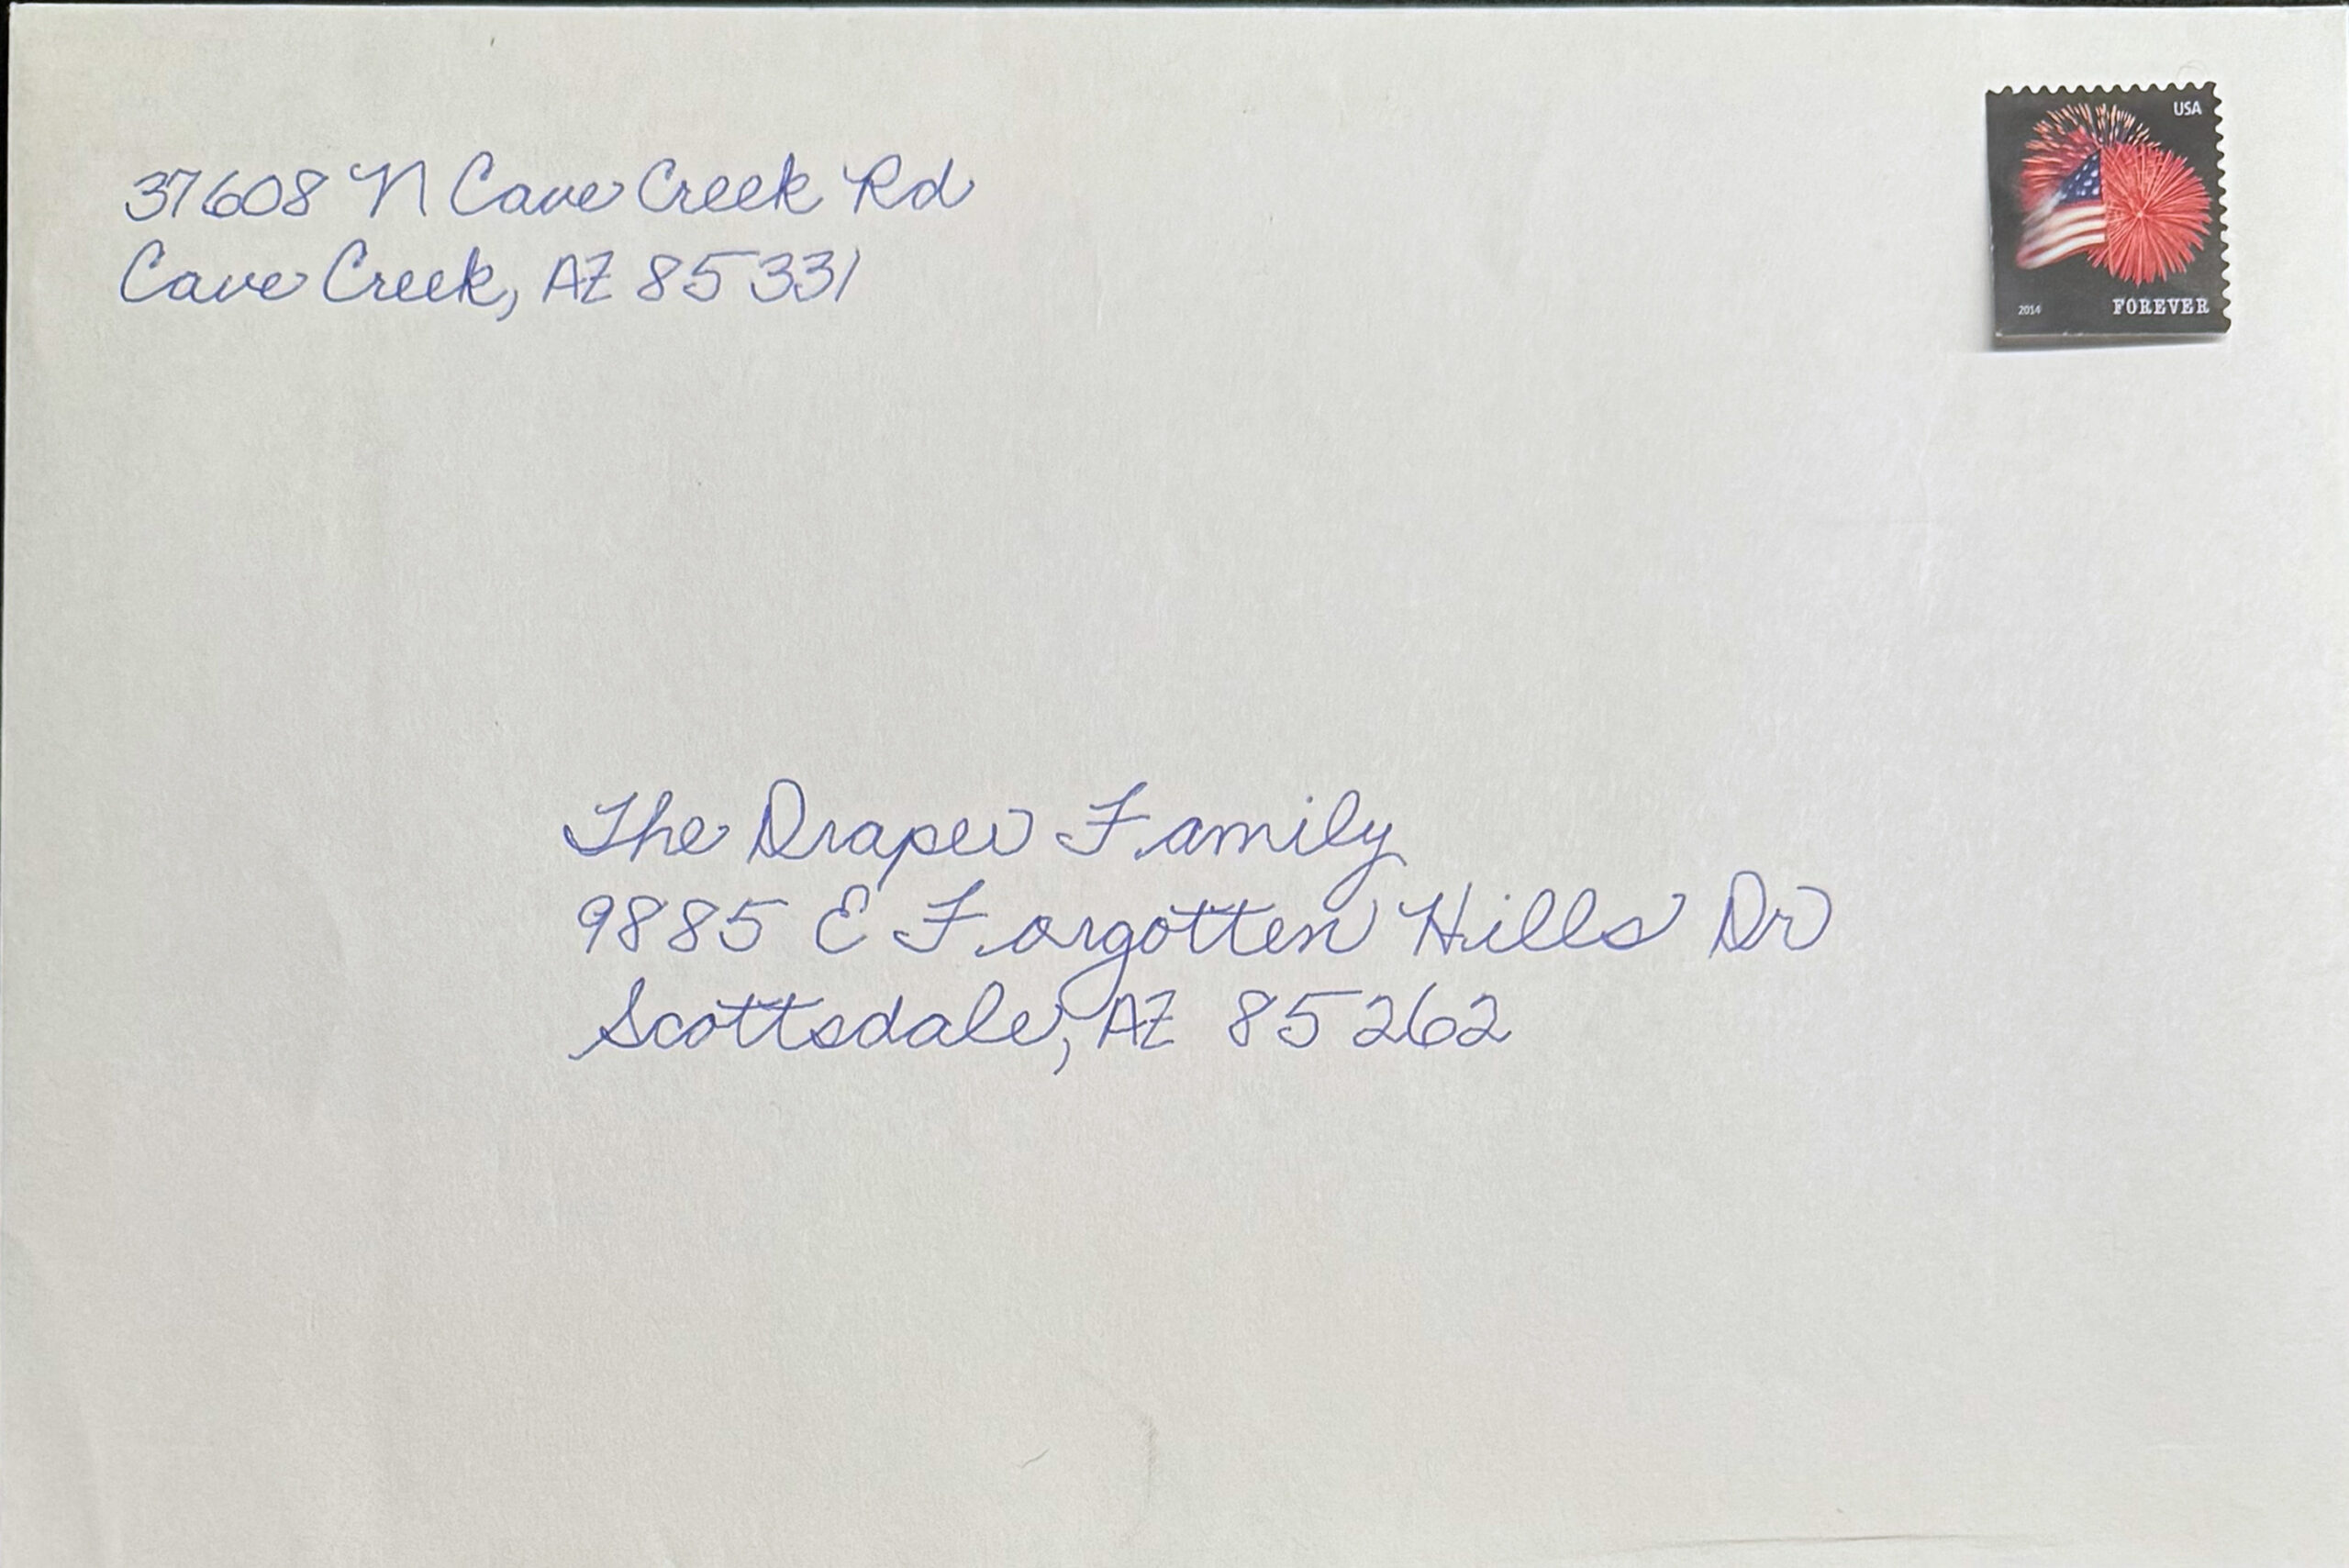 37608 N Cave Creek Rd
Cave Creek, AZ 85331
USA
2014 FOREVER
The Draper Family
9885 E Forgotten Hills Dr
Scottsdale, AZ 85262